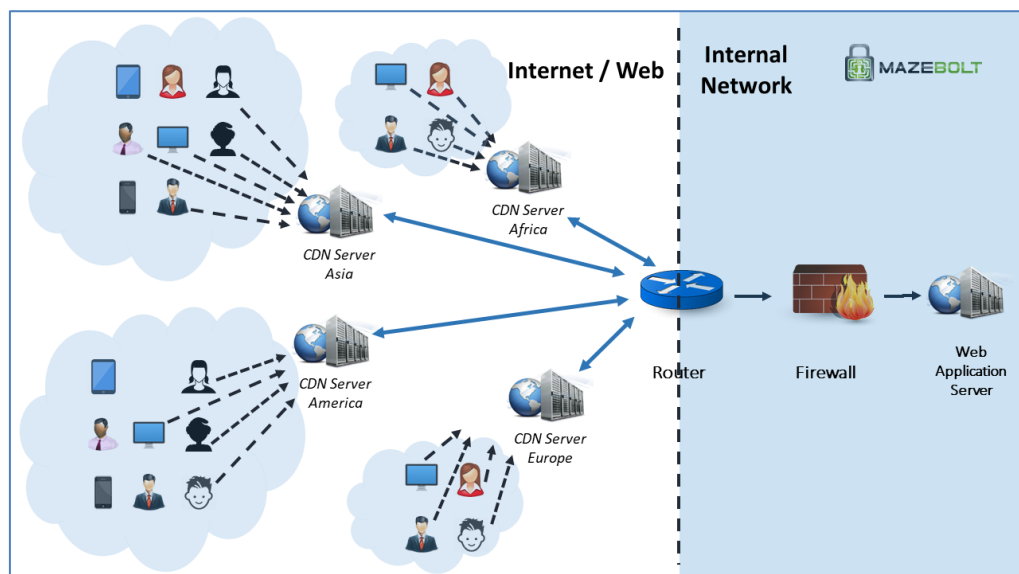 Internet / Web
Internal
Network
MAZEBOLT
CDN Server
Africa
CDN Server
Asia
CDN Server
America
CDN Server
Europe
Router
Firewall
Web
Application
Server